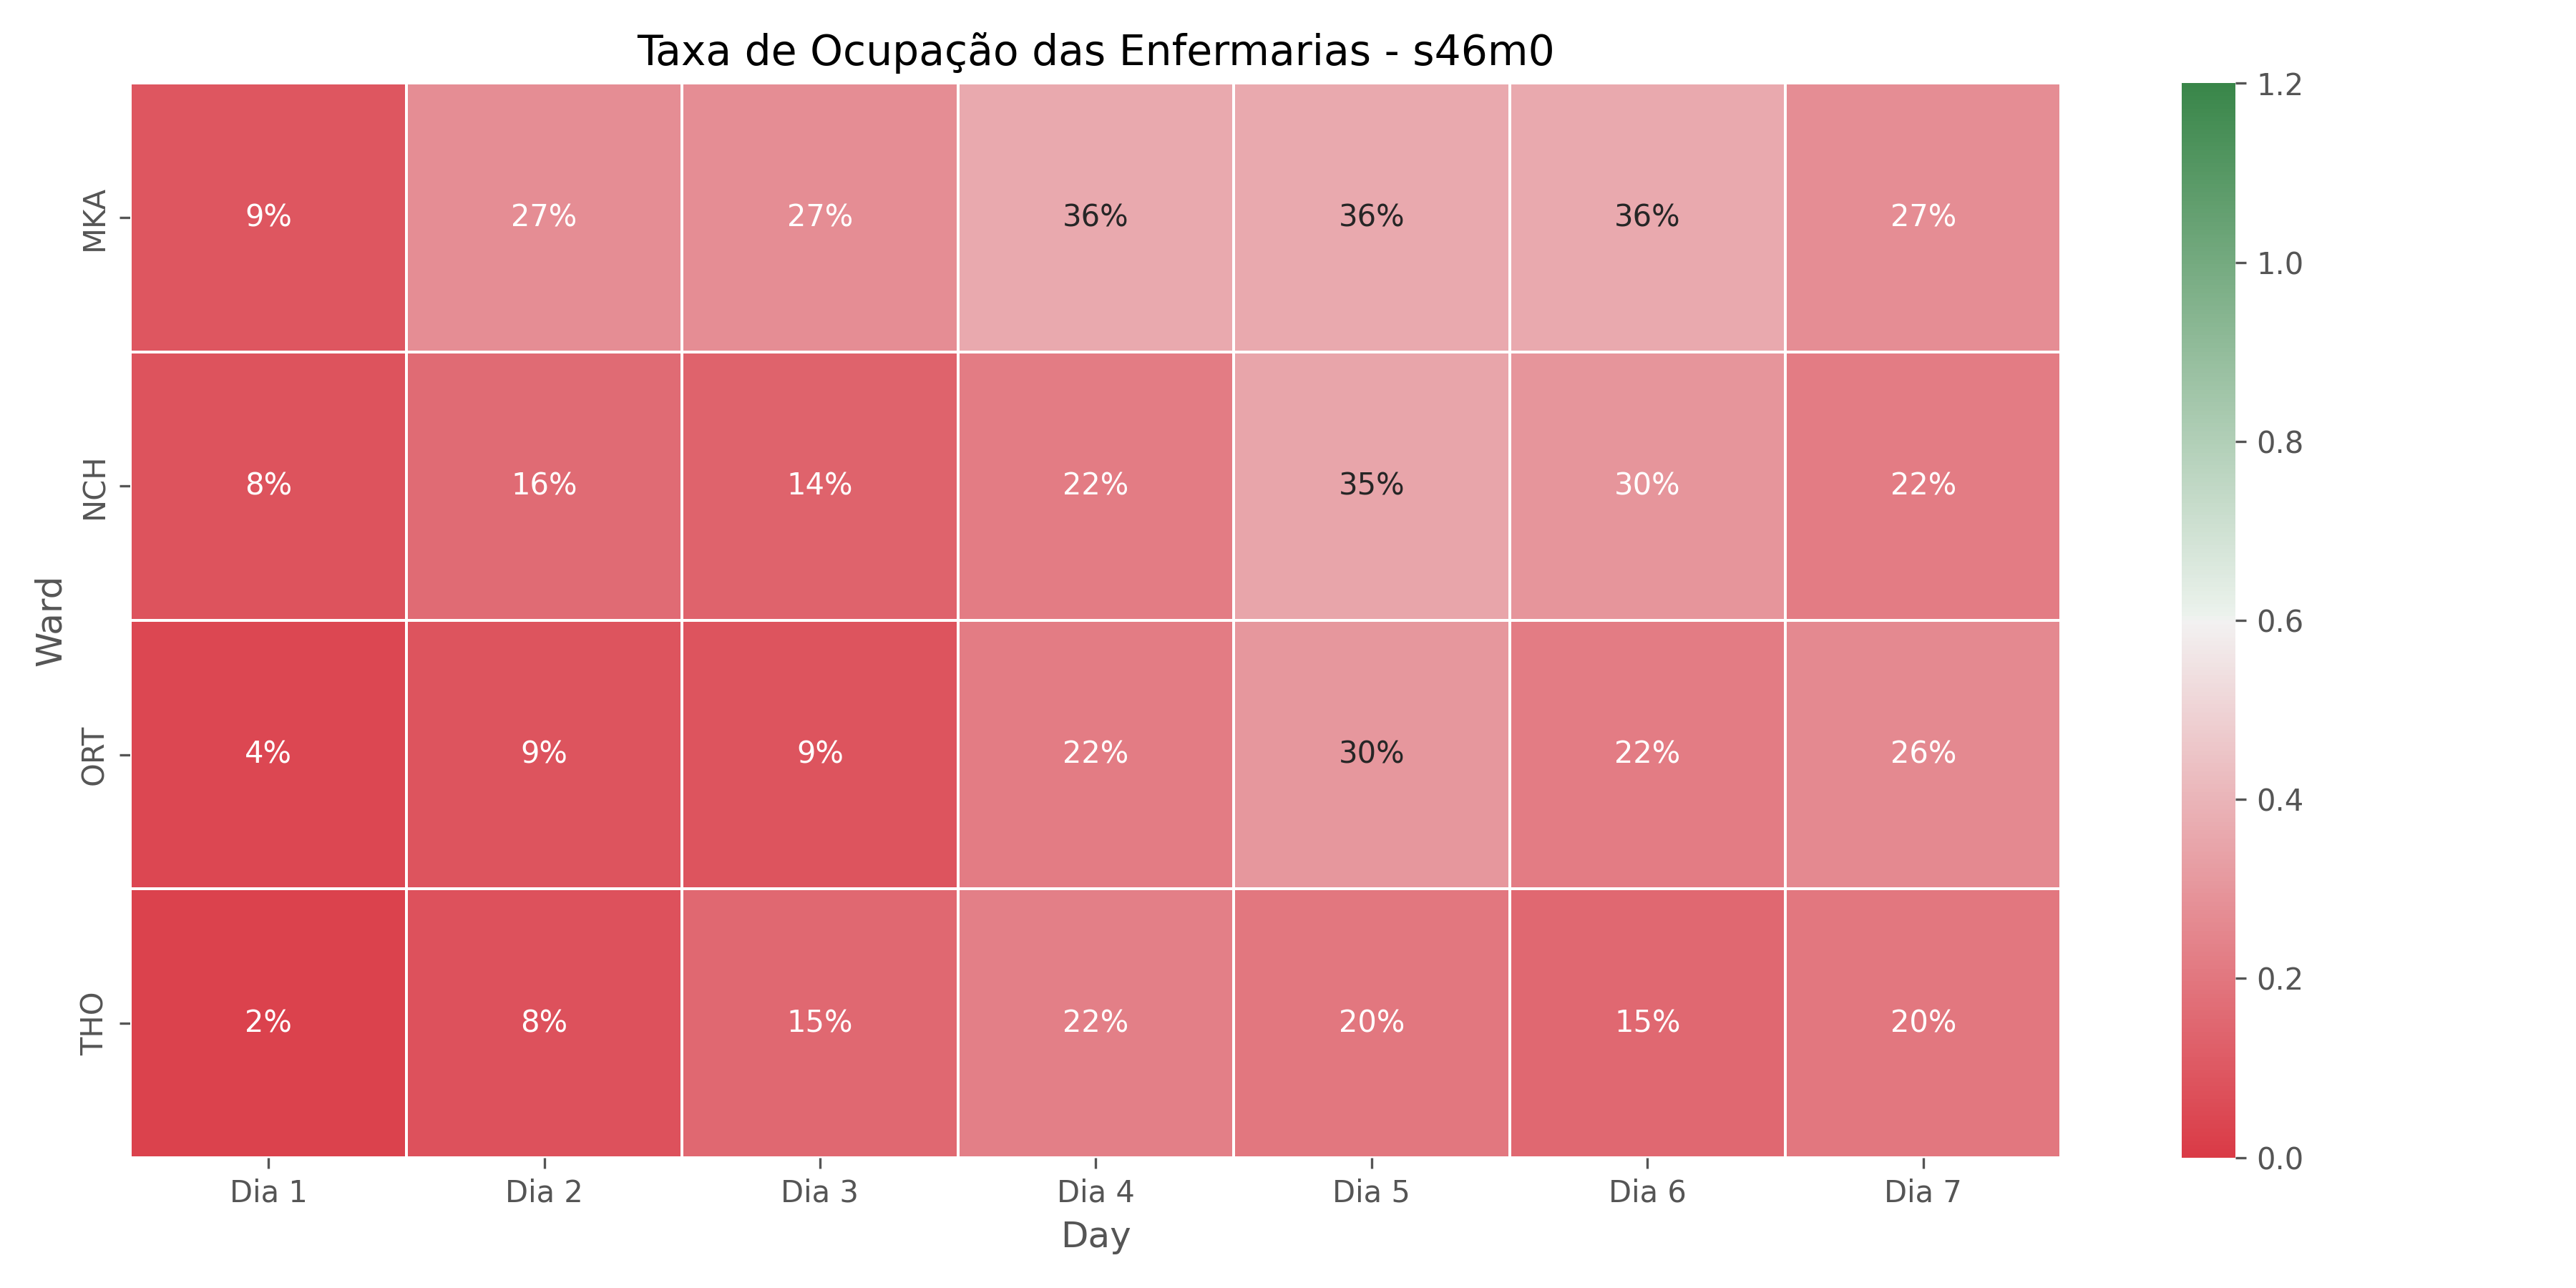 Taxa de Ocupação das Enfermarias - s46m0
Ward
MKA 9% 27% 27% 36% 36% 36% 27%
NCH 8% 16% 14% 22% 35% 30% 22%
ORT 4% 9% 9% 22% 30% 22% 26%
THO 2% 8% 15% 22% 20% 15% 20%
Dia 1 Dia 2 Dia 3 Dia 4 Dia 5 Dia 6 Dia 7
Day
1.2
1.0
0.8
0.6
0.4
0.2
0.0